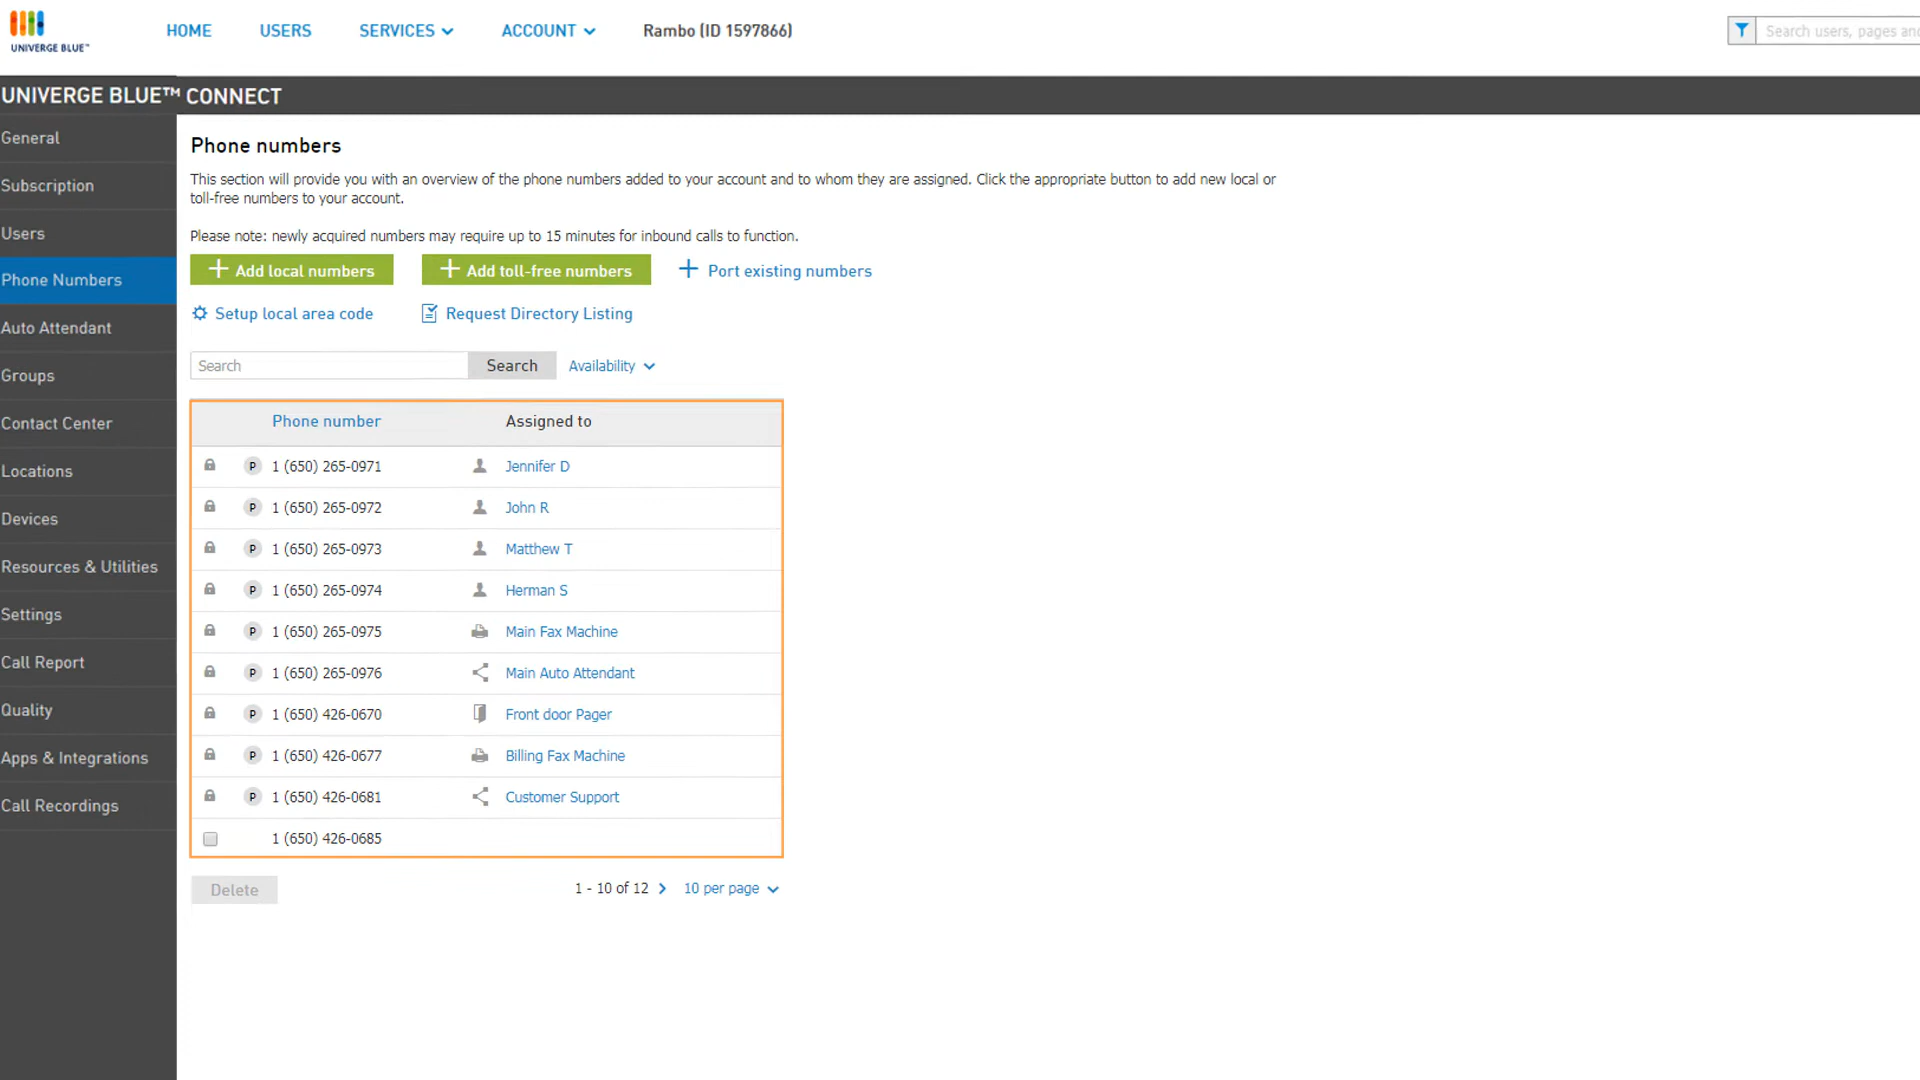 UNIVERGE BLUE™
HOME USERS SERVICES ACCOUNT Rambo (ID 1597866)
Search users, pages and
UNIVERGE BLUE™ CONNECT
General
Subscription
Users
Phone Numbers
Auto Attendant
Groups
Contact Center
Locations
Devices
Resources & Utilities
Settings
Call Report
Quality
Apps & Integrations
Call Recordings
Phone numbers
This section will provide you with an overview of the phone numbers added to your account and to whom they are assigned. Click the appropriate button to add new local or
toll-free numbers to your account.
Please note: newly acquired numbers may require up to 15 minutes for inbound calls to function.
Add local numbers Add toll-free numbers Port existing numbers
Setup local area code Request Directory Listing
Search Search Availability
Phone number Assigned to
P 1 (650) 265-0971 Jennifer D
P 1 (650) 265-0972 John R
P 1 (650) 265-0973 Matthew T
P 1 (650) 265-0974 Herman S
P 1 (650) 265-0975 Main Fax Machine
P 1 (650) 265-0976 Main Auto Attendant
P 1 (650) 426-0670 Front door Pager
P 1 (650) 426-0677 Billing Fax Machine
P 1 (650) 426-0681 Customer Support
1 (650) 426-0685
Delete 1 - 10 of 12 10 per page